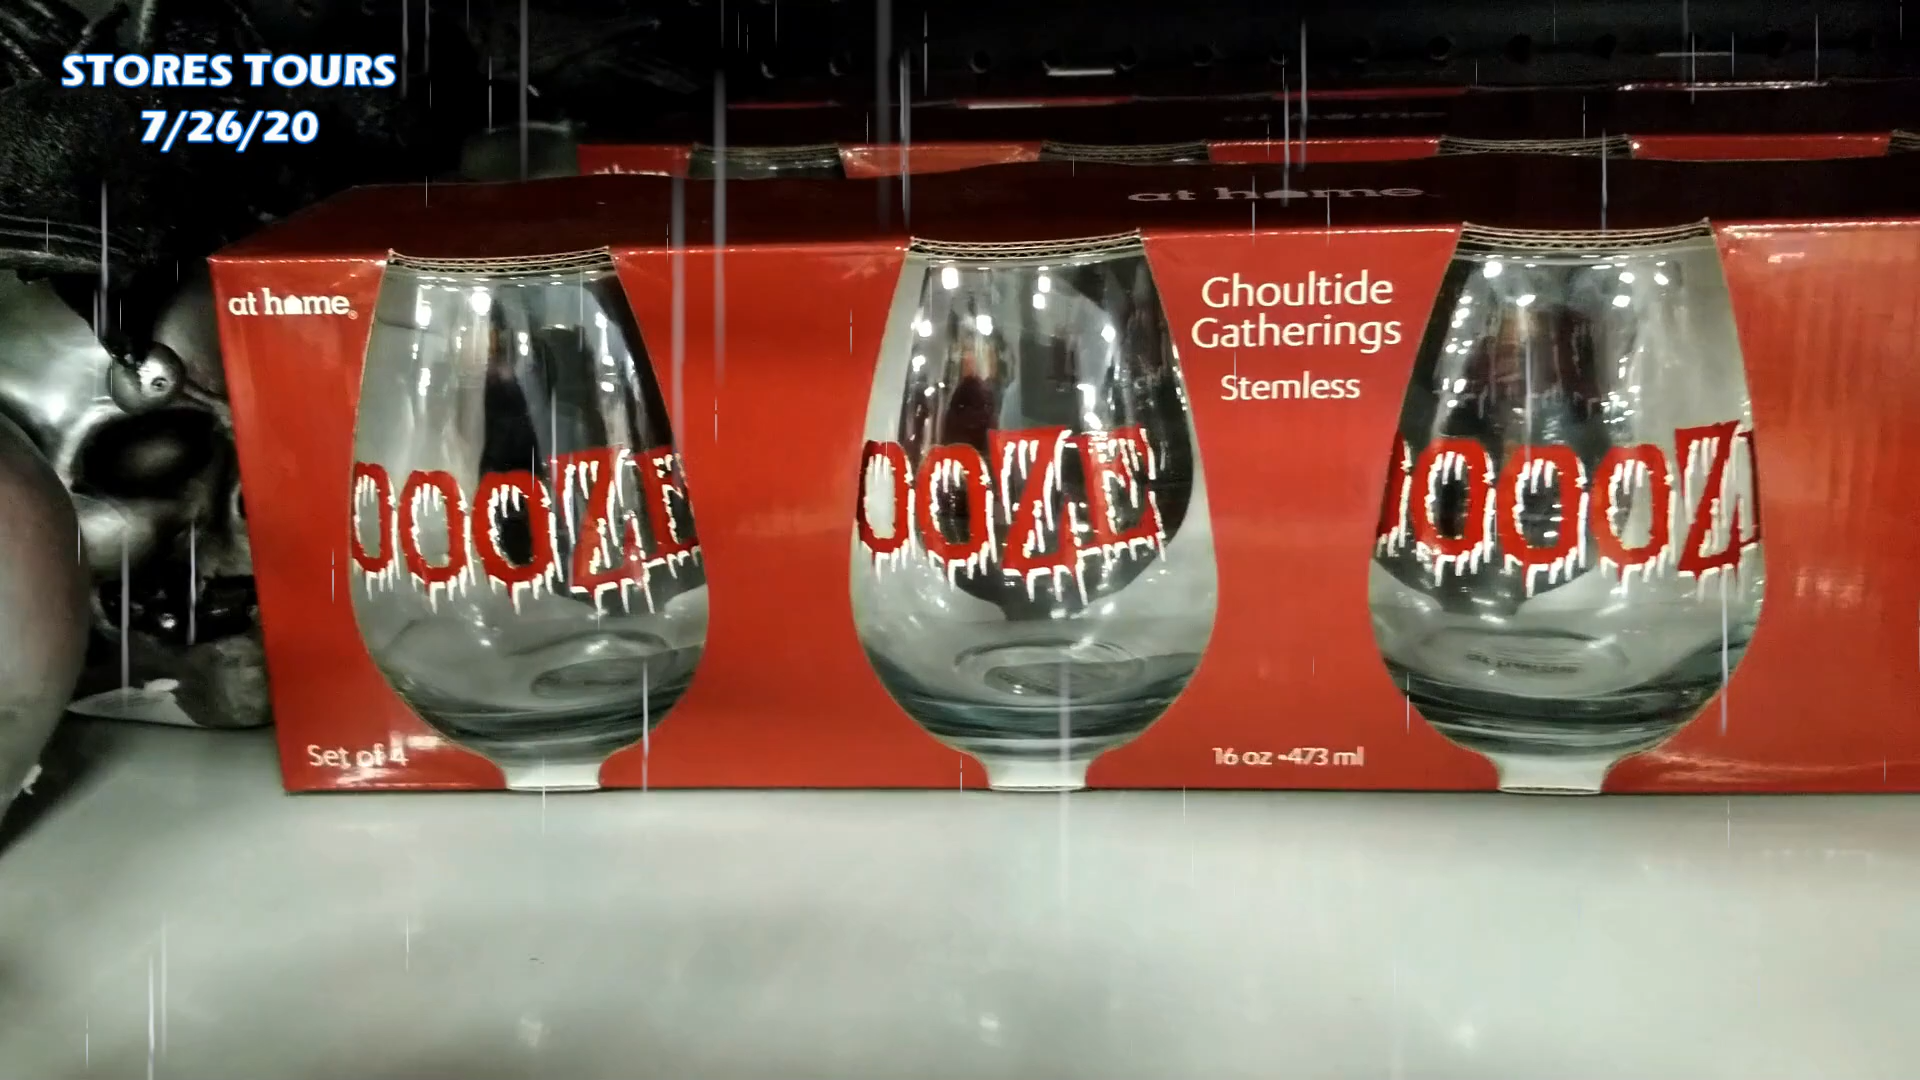 STORES TOURS
7/26/20
at home
at home
Ghoultide
Gatherings
Stemless
OOOZE
OOZE
OOOZ
Set of 4
16 oz • 473 ml